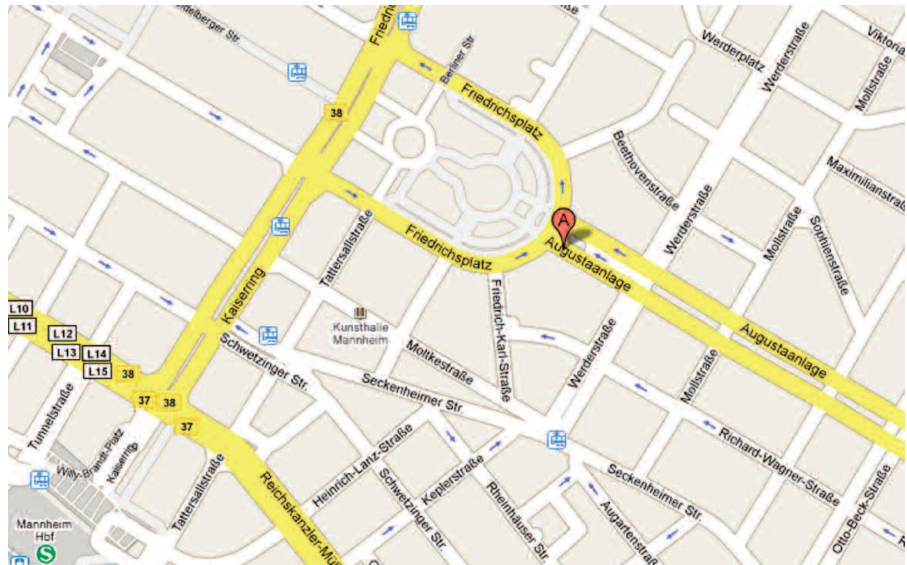 Heidelberger Str.
Friedrichs
Berliner Str.
Werderplatz
Werderstraße
Viktoria
Mollstraße
38
Friedrichsplatz
Beethovenstraße
Maximilianstraße
A
Werderstraße
Mollstraße
Sophienstraße
Tattersallstraße
Friedrichsplatz
Augustaanlage
Kaiserring
Friedrich-Karl-Straße
L10
L11
L12
L13
L14
L15
38
Kunsthalle
Mannheim
Augustaanlage
Schwetzinger Str.
Moltkestraße
Werderstraße
Mollstraße
37
38
37
Seckenheimer Str.
Richard-Wagner-Straße
Tunnelstraße
Willy-Brandt-Platz
Kaiserring
Tattersallstraße
Reichskanzler-Mü
Heinrich-Lanz-Straße
Keplerstraße
Schwetzinger Str.
Rheinhäuser Str.
Seckenheimer Str.
Augartenstraße
Otto-Beck-Straße
Ri
Mannheim
Hbf
S